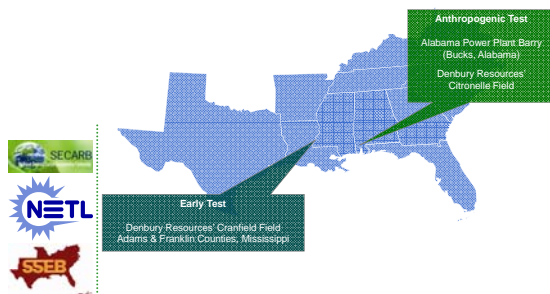 Anthropogenic Test
Alabama Power Plant Barry
(Bucks, Alabama)
Denbury Resources'
Citronelle Field
SECARB
NETL
SSEB
Early Test
Denbury Resources' Cranfield Field
Adams & Franklin Counties, Mississippi